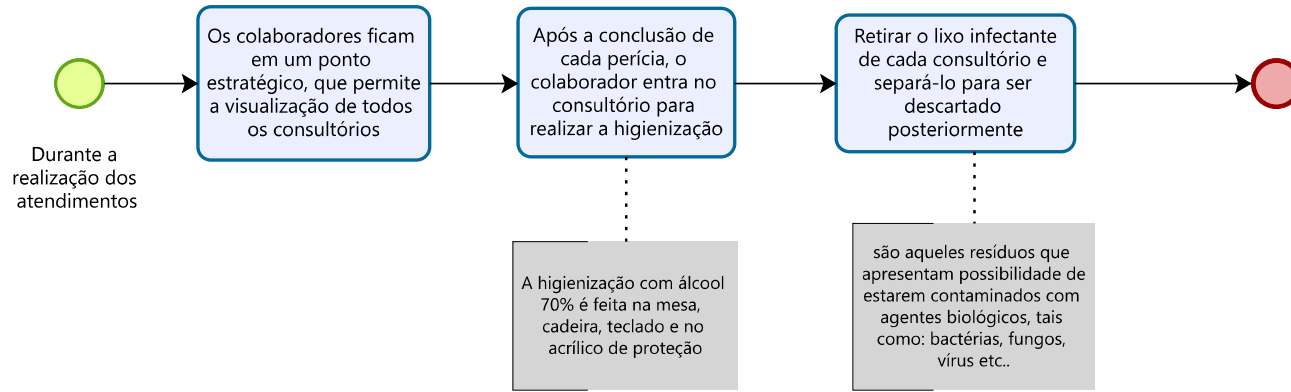 Durante a
realização dos
atendimentos
Os colaboradores ficam
em um ponto
estratégico, que permite
a visualização de todos
os consultórios
Após a conclusão de
cada perícia, o
colaborador entra no
consultório para
realizar a higienização
Retirar o lixo infectante
de cada consultório e
separá-lo para ser
descartado
posteriormente
A higienização com álcool
70% é feita na mesa,
cadeira, teclado e no
acrílico de proteção
são aqueles resíduos que
apresentam possibilidade de
estarem contaminados com
agentes biológicos, tais
como: bactérias, fungos,
vírus etc..